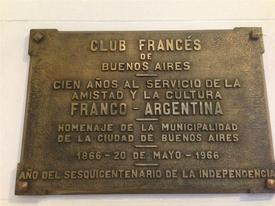 CLUB FRANCÉS
DE
BUENOS AIRES
CIEN AÑOS AL SERVICIO DE LA
AMISTAD Y LA CULTURA
FRANCO - ARGENTINA
HOMENAJE DE LA MUNICIPALIDAD
DE LA CIUDAD DE BUENOS AIRES
1866 - 20 DE MAYO - 1966
AÑO DEL SESQUICENTENARIO DE LA INDEPENDENCIA